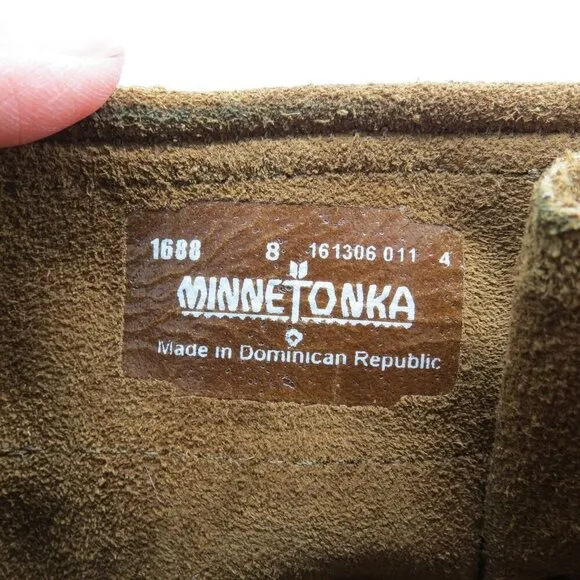 1688 8 161306 011 4
MINNETONKA
Made in Dominican Republic